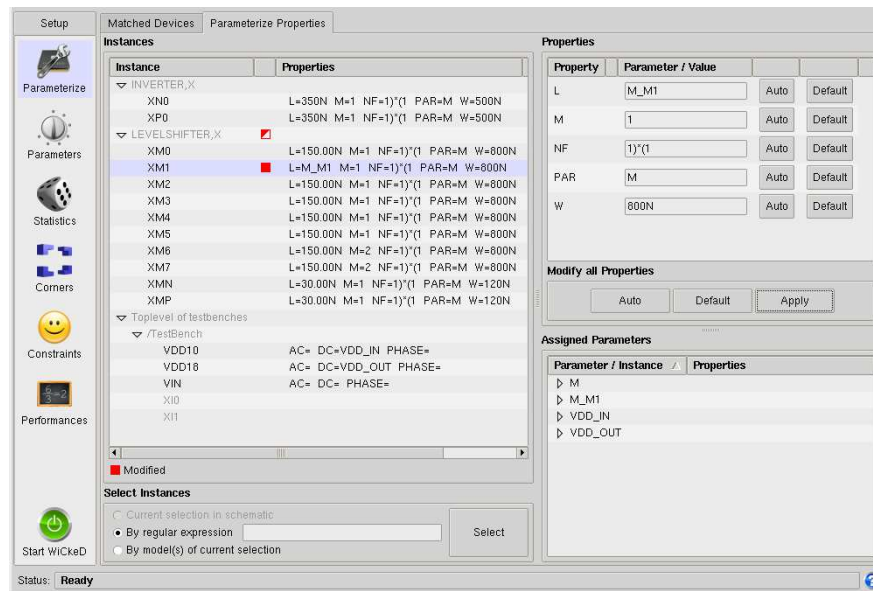 Setup
Parameterize
Parameters
Statistics
Corners
Constraints
Performances
Start WiCkeD
Matched Devices Parameterize Properties
Instances
Instance Properties
INVERTER,X
XN0 L=350N M=1 NF=1)*(1 PAR=M W=500N
XP0 L=350N M=1 NF=1)*(1 PAR=M W=500N
LEVELSHIFTER,X
XM0 L=150.00N M=1 NF=1)*(1 PAR=M W=800N
XM1 L=M_M1 M=1 NF=1)*(1 PAR=M W=800N
XM2 L=150.00N M=1 NF=1)*(1 PAR=M W=800N
XM3 L=150.00N M=1 NF=1)*(1 PAR=M W=800N
XM4 L=150.00N M=1 NF=1)*(1 PAR=M W=800N
XM5 L=150.00N M=1 NF=1)*(1 PAR=M W=800N
XM6 L=150.00N M=2 NF=1)*(1 PAR=M W=800N
XM7 L=150.00N M=2 NF=1)*(1 PAR=M W=800N
XMN L=30.00N M=1 NF=1)*(1 PAR=M W=120N
XMP L=30.00N M=1 NF=1)*(1 PAR=M W=120N
Toplevel of testbenches
/TestBench
VDD10 AC= DC=VDD_IN PHASE=
VDD18 AC= DC=VDD_OUT PHASE=
VIN AC= DC= PHASE=
XI0
XI1
Modified
Select Instances
Current selection in schematic
By regular expression Select
By model(s) of current selection
Properties
Property Parameter / Value
L M_M1 Auto Default
M 1 Auto Default
NF 1)*(1 Auto Default
PAR M Auto Default
W 800N Auto Default
Modify all Properties
Auto Default Apply
Assigned Parameters
Parameter / Instance Properties
M
M_M1
VDD_IN
VDD_OUT
Status: Ready